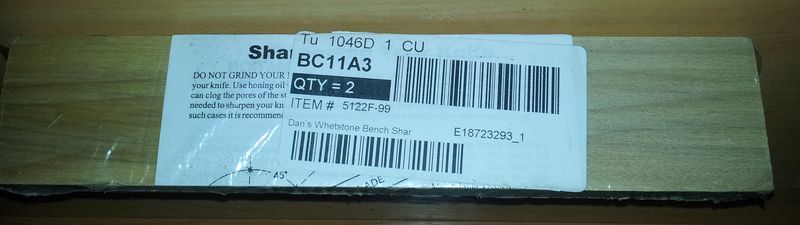 Tu 1046D 1 CU
BC11A3
QTY = 2
ITEM # 5122F-99
Dan's Whetstone Bench Shar
E18723293_1
Shar
DO NOT GRIND YOUR
your knife. Use honing oil
can clog the pores of the st
needed to sharpen your kni
such cases it is recommen
45°
LADE